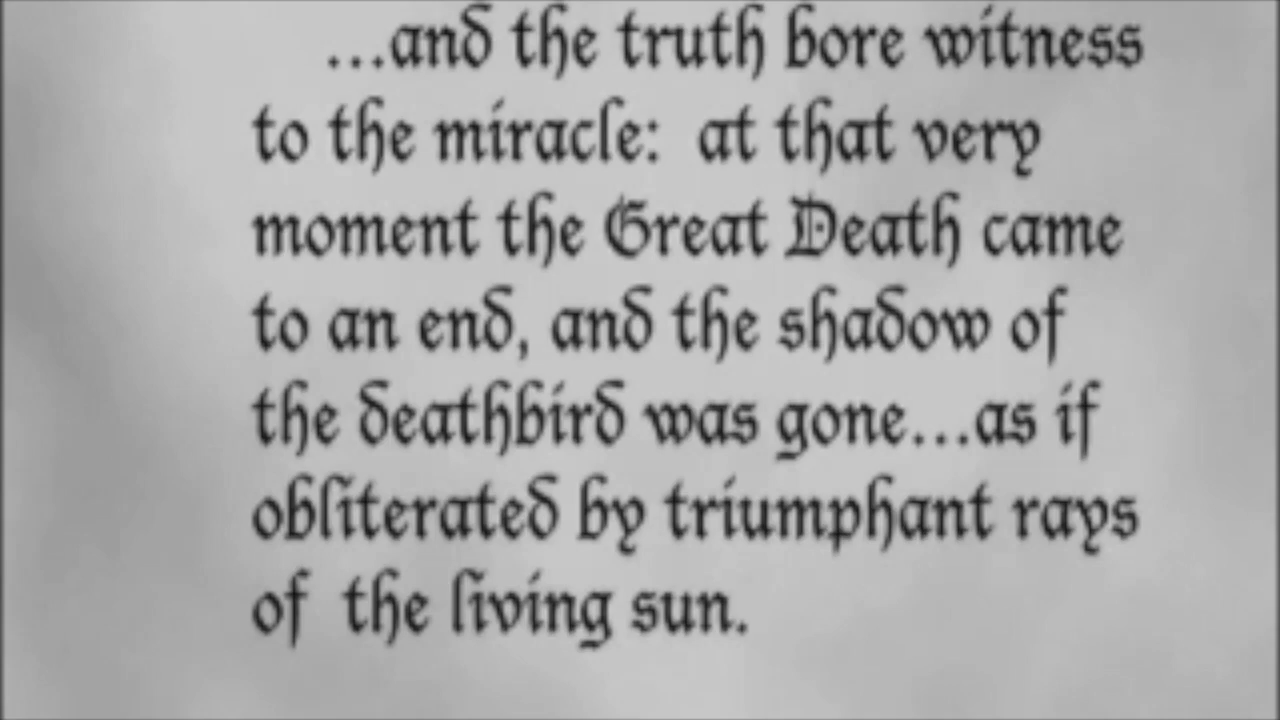 ...and the truth bore witness
to the miracle:  at that very
moment the Great Death came
to an end, and the shadow of
the deathbird was gone...as if
obliterated by triumphant rays
of  the living sun.